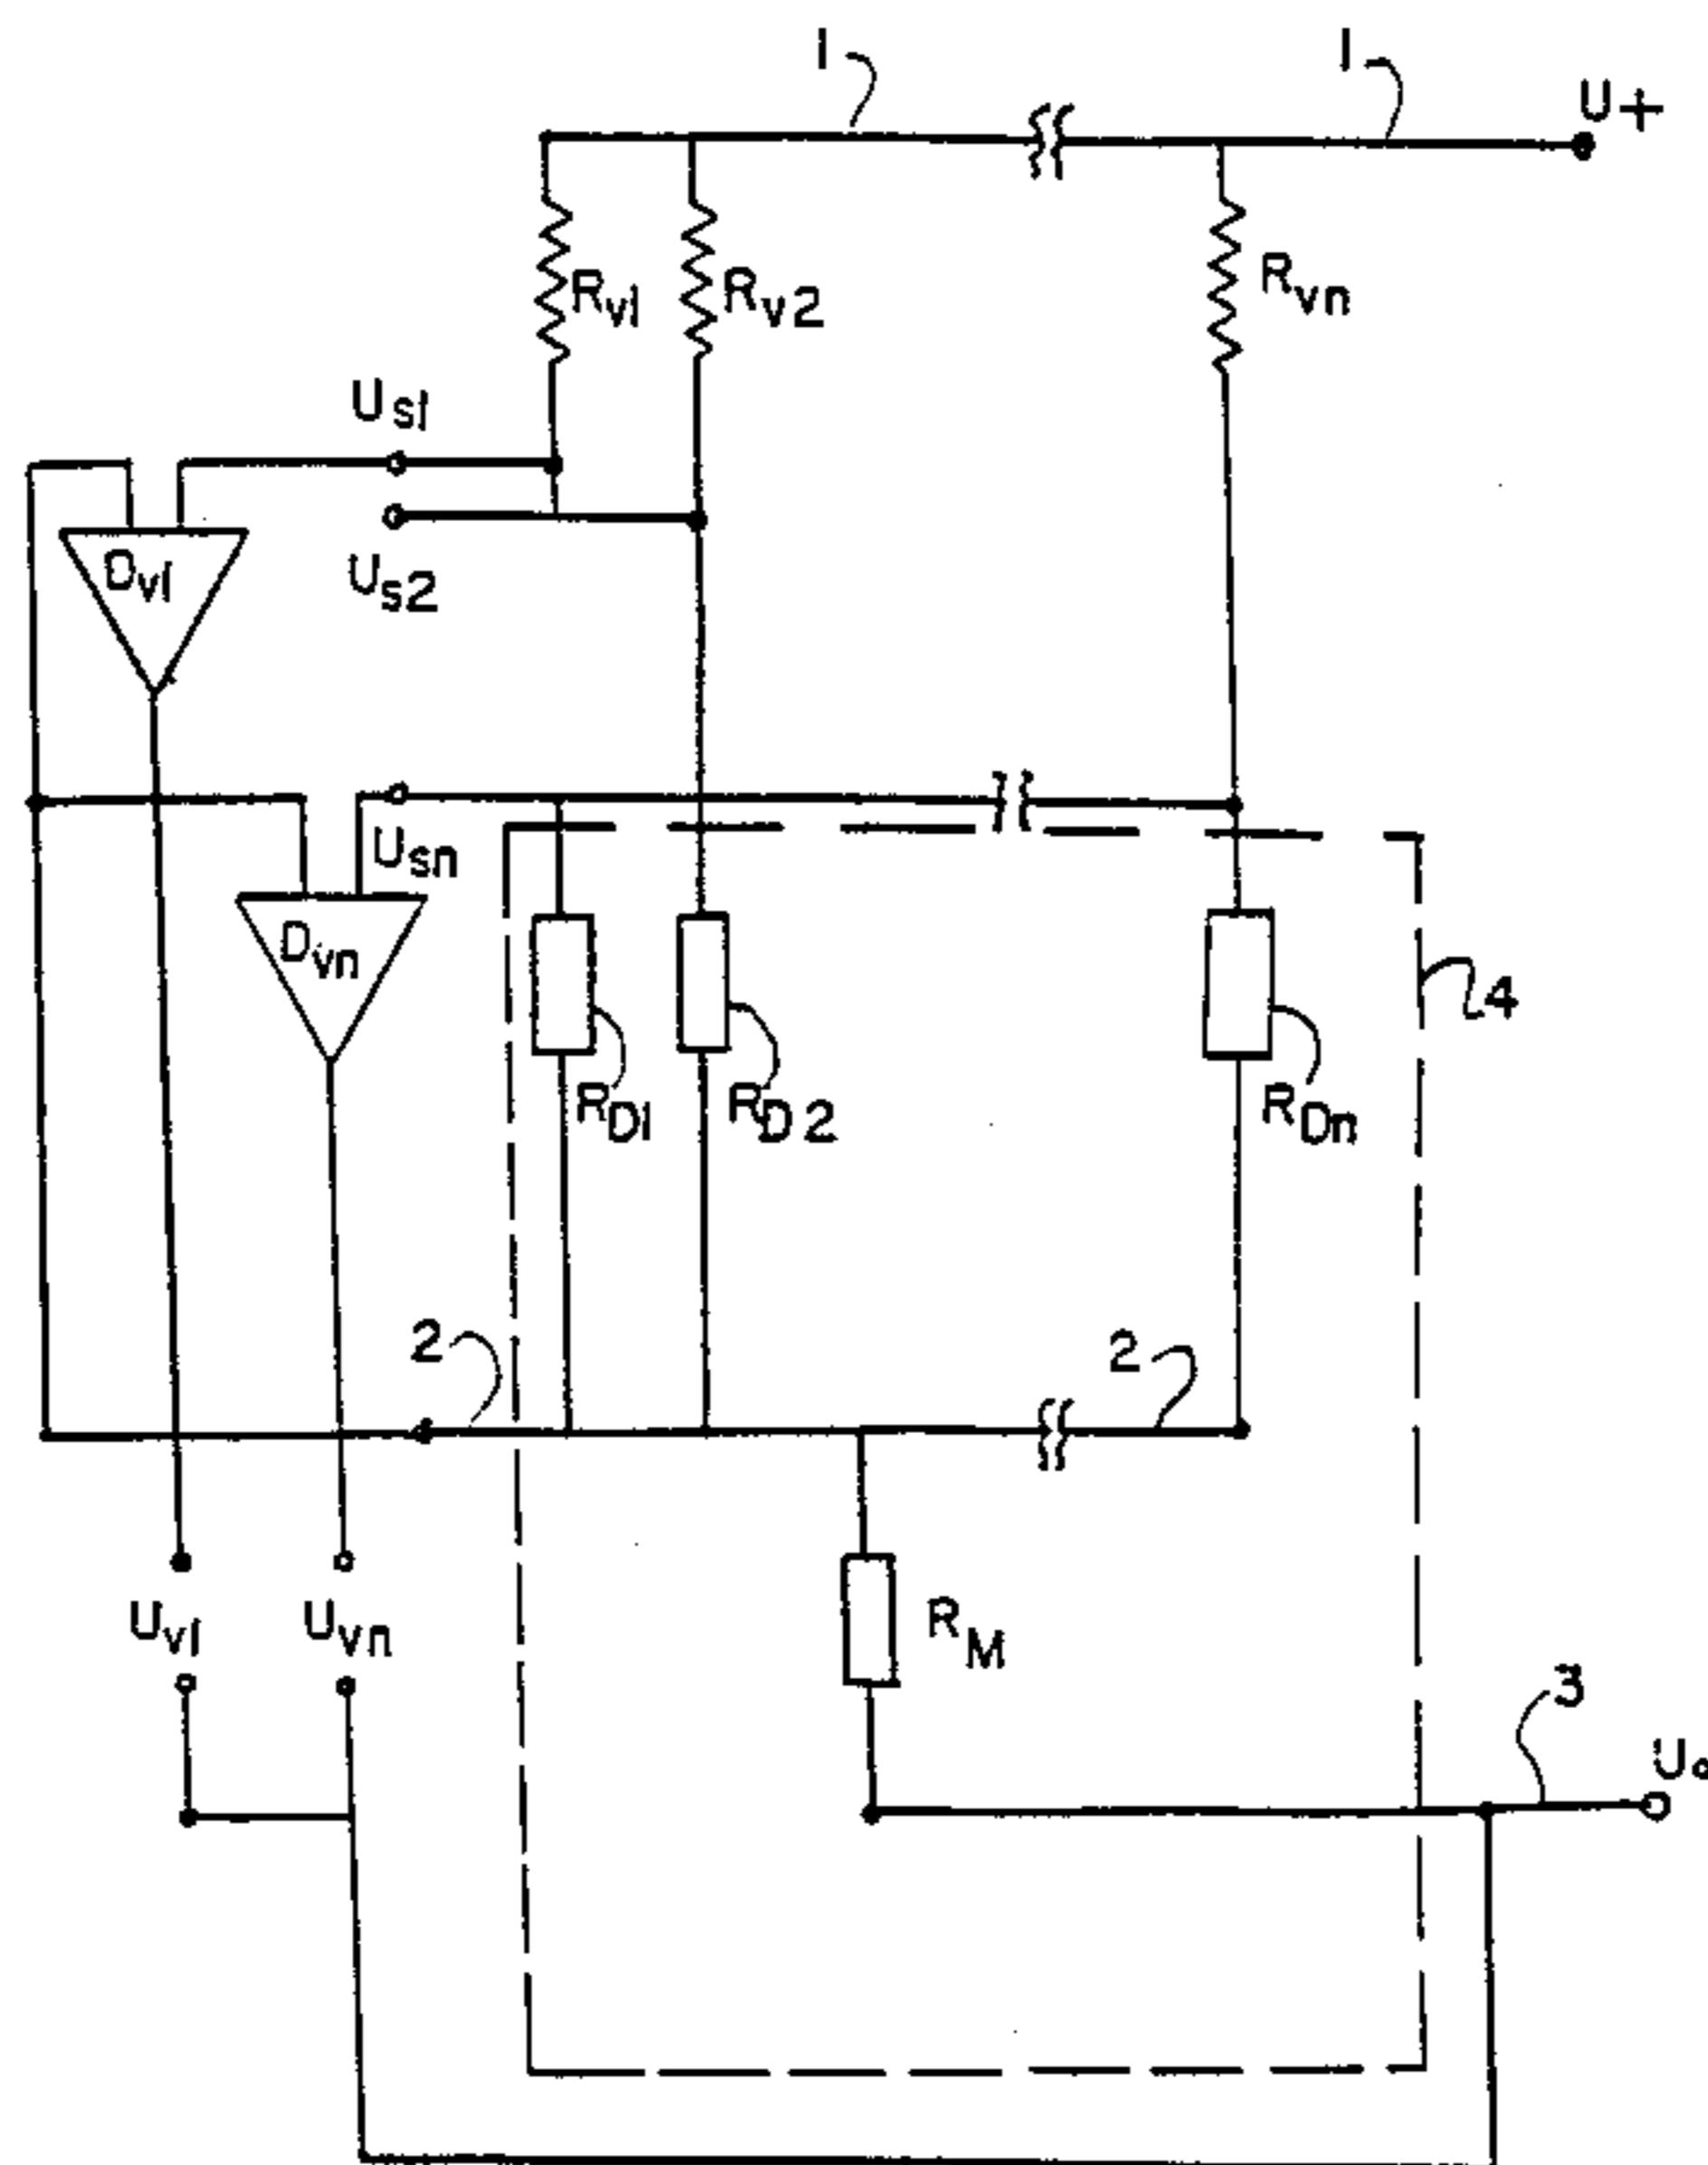 1 1 U+
Rv1 Rv2 Rvn
Us1
Dv1 Us2
Usn
Dvn
4
RD1 RD2 RDn
2 2
Uv1 Uvn RM
3
Uo